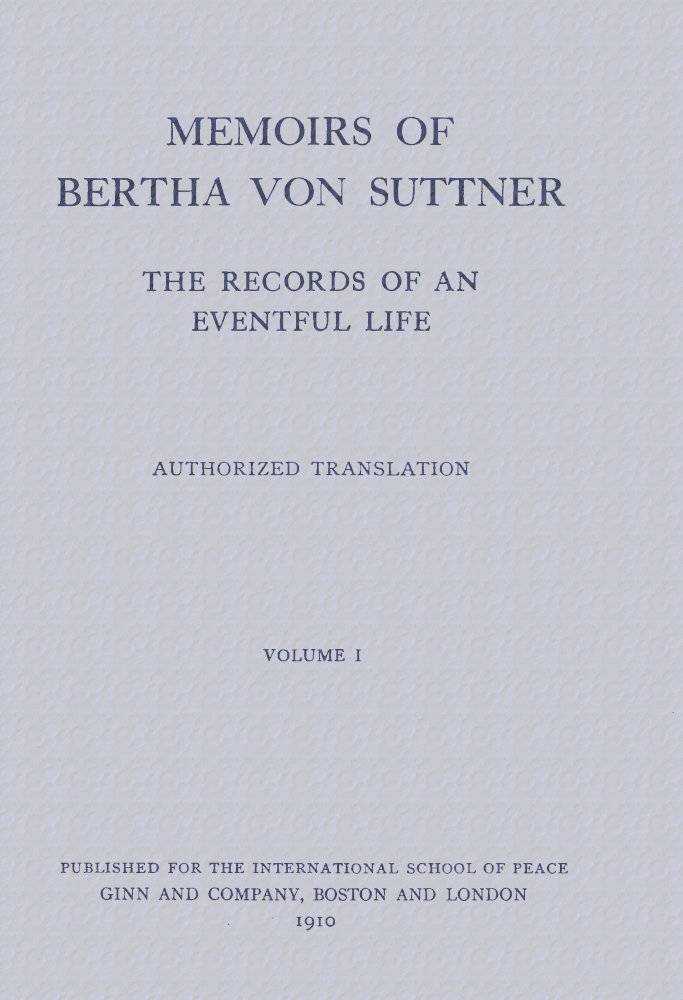 MEMOIRS OF
BERTHA VON SUTTNER
THE RECORDS OF AN
EVENTFUL LIFE
AUTHORIZED TRANSLATION
VOLUME I
PUBLISHED FOR THE INTERNATIONAL SCHOOL OF PEACE
GINN AND COMPANY, BOSTON AND LONDON
1910